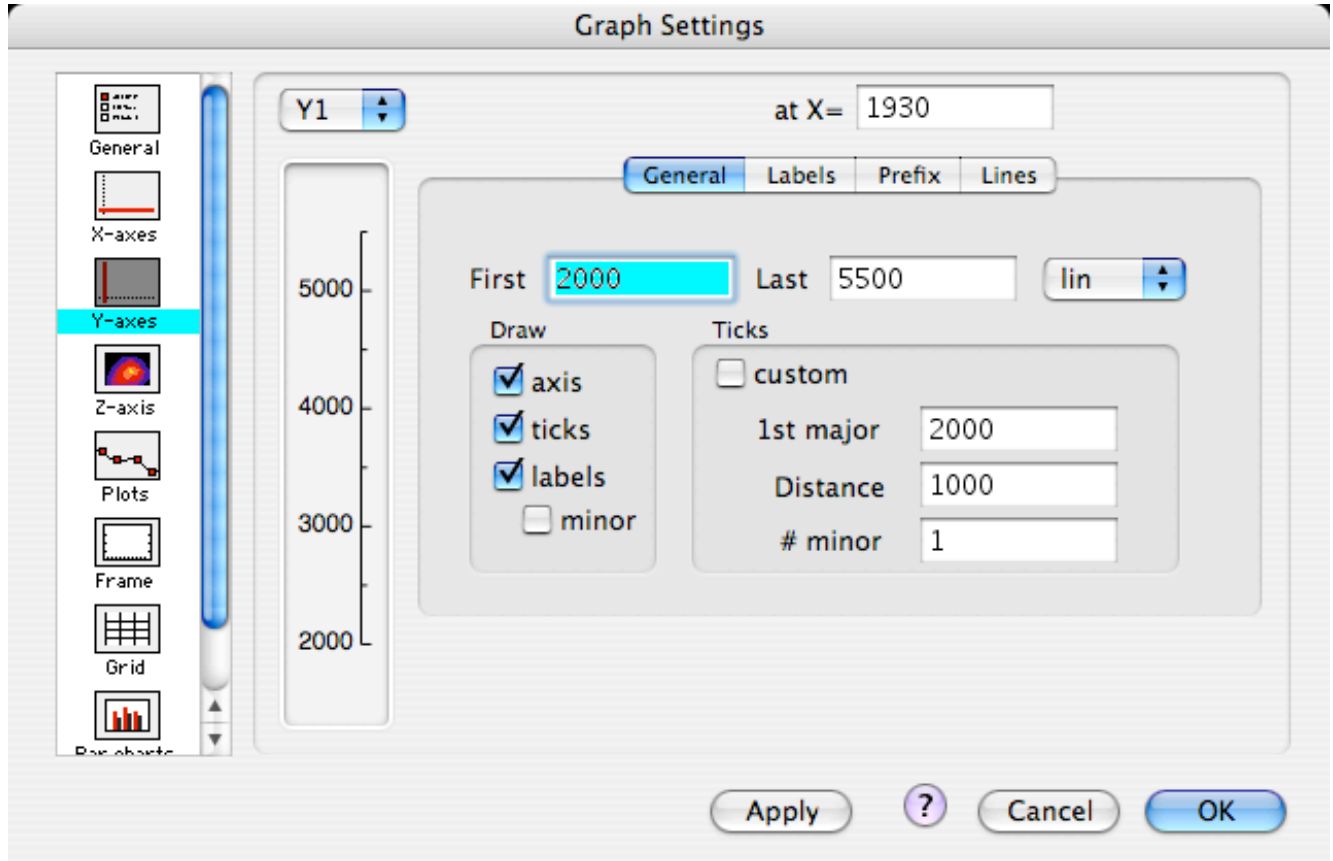 Graph Settings
General
X-axes
Y-axes
Z-axis
Plots
Frame
Grid
Bar charts
Y1
at X= 1930
5000
4000
3000
2000
General Labels Prefix Lines
First 2000 Last 5500 lin
Draw
axis
ticks
labels
minor
Ticks
custom
1st major 2000
Distance 1000
# minor 1
Apply ? Cancel OK